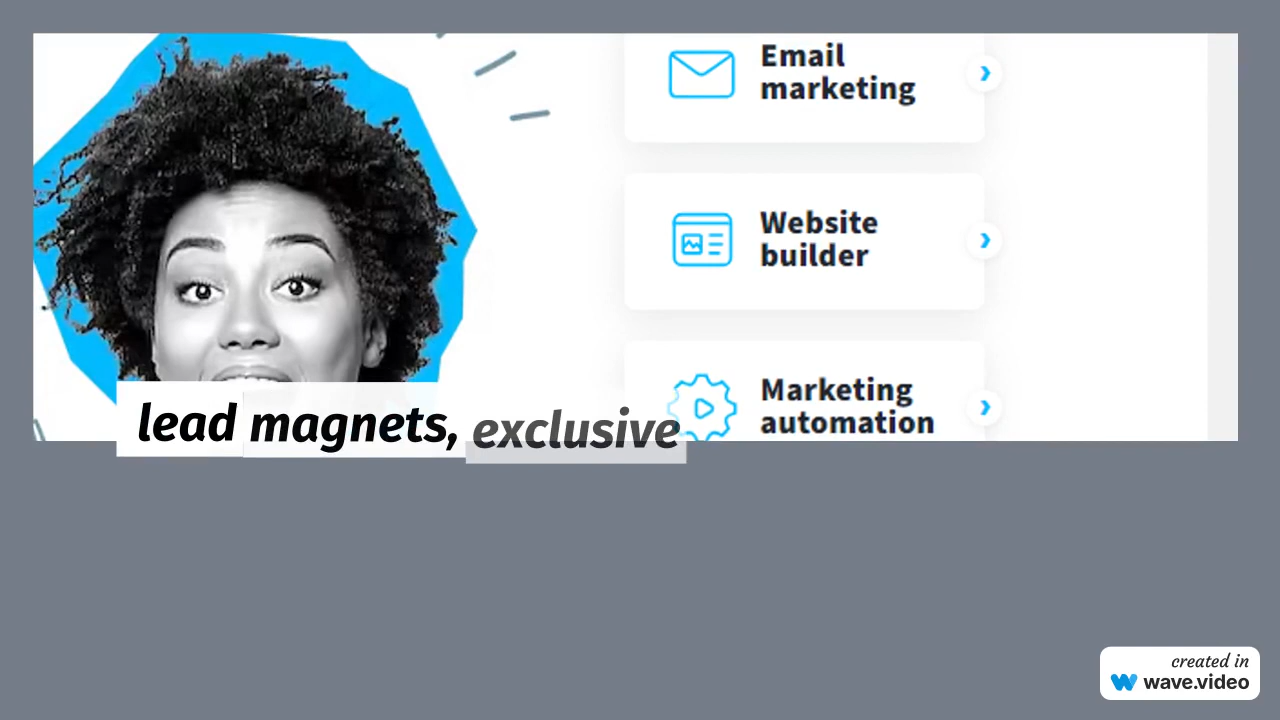 Email
marketing
Website
builder
Marketing
automation
lead magnets, exclusive
created in
wave.video